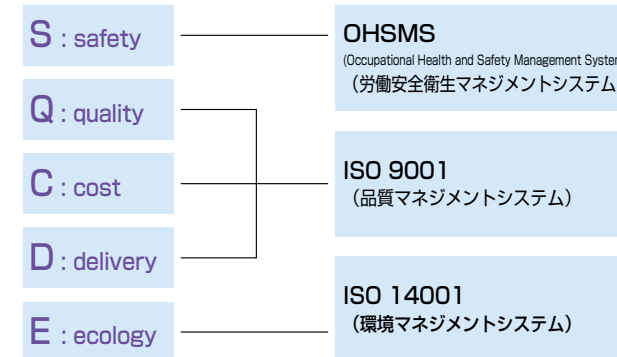 S : safety
OHSMS
(Occupational Health and Safety Management System
（労働安全衛生マネジメントシステム
Q : quality
C : cost
ISO 9001
（品質マネジメントシステム）
D : delivery
E : ecology
ISO 14001
（環境マネジメントシステム）